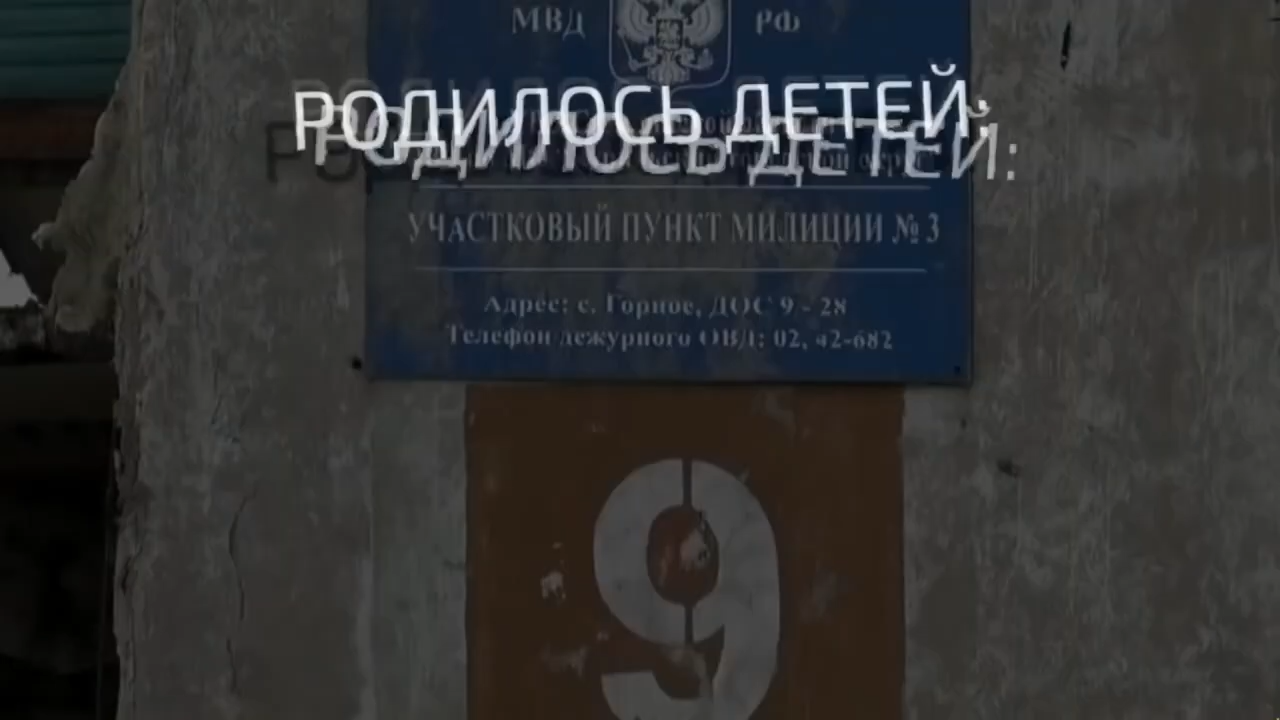 МВД РФ
РОДИЛОСЬ ДЕТЕЙ:
РОДИЛОСЬ ДЕТЕЙ:
УЧАСТКОВЫЙ ПУНКТ МИЛИЦИИ № 3
Адрес: с. Горное, ДОС 9 - 28
Телефон дежурного ОВД: 02, 42-682
9